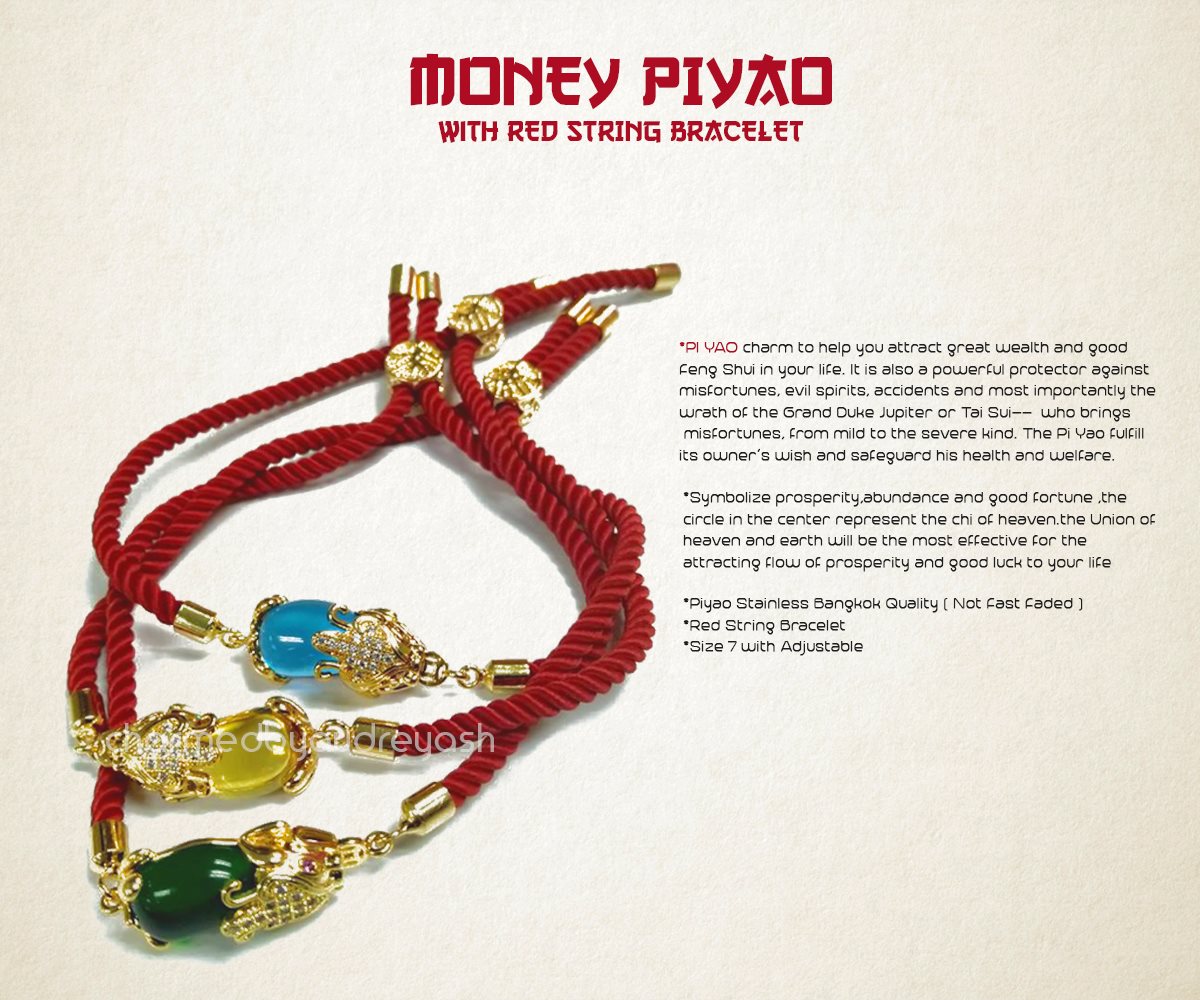 MONEY PIYAO
WITH RED STRING BRACELET
*PI YAO charm to help you attract great wealth and good
Feng Shui in your life. It is also a powerful protector against
misfortunes, evil spirits, accidents and most importantly the
wrath of the Grand Duke Jupiter or Tai Sui-- who brings
misfortunes, from mild to the severe kind. The Pi Yao fulfill
its owner's wish and safeguard his health and welfare.
*Symbolize prosperity,abundance and good fortune ,the
circle in the center represent the chi of heaven.the Union of
heaven and earth will be the most effective for the
attracting flow of prosperity and good luck to your life
*Piyao Stainless Bangkok Quality ( Not Fast Faded )
*Red String Bracelet
*Size 7 with Adjustable
charmedbyaudreyash